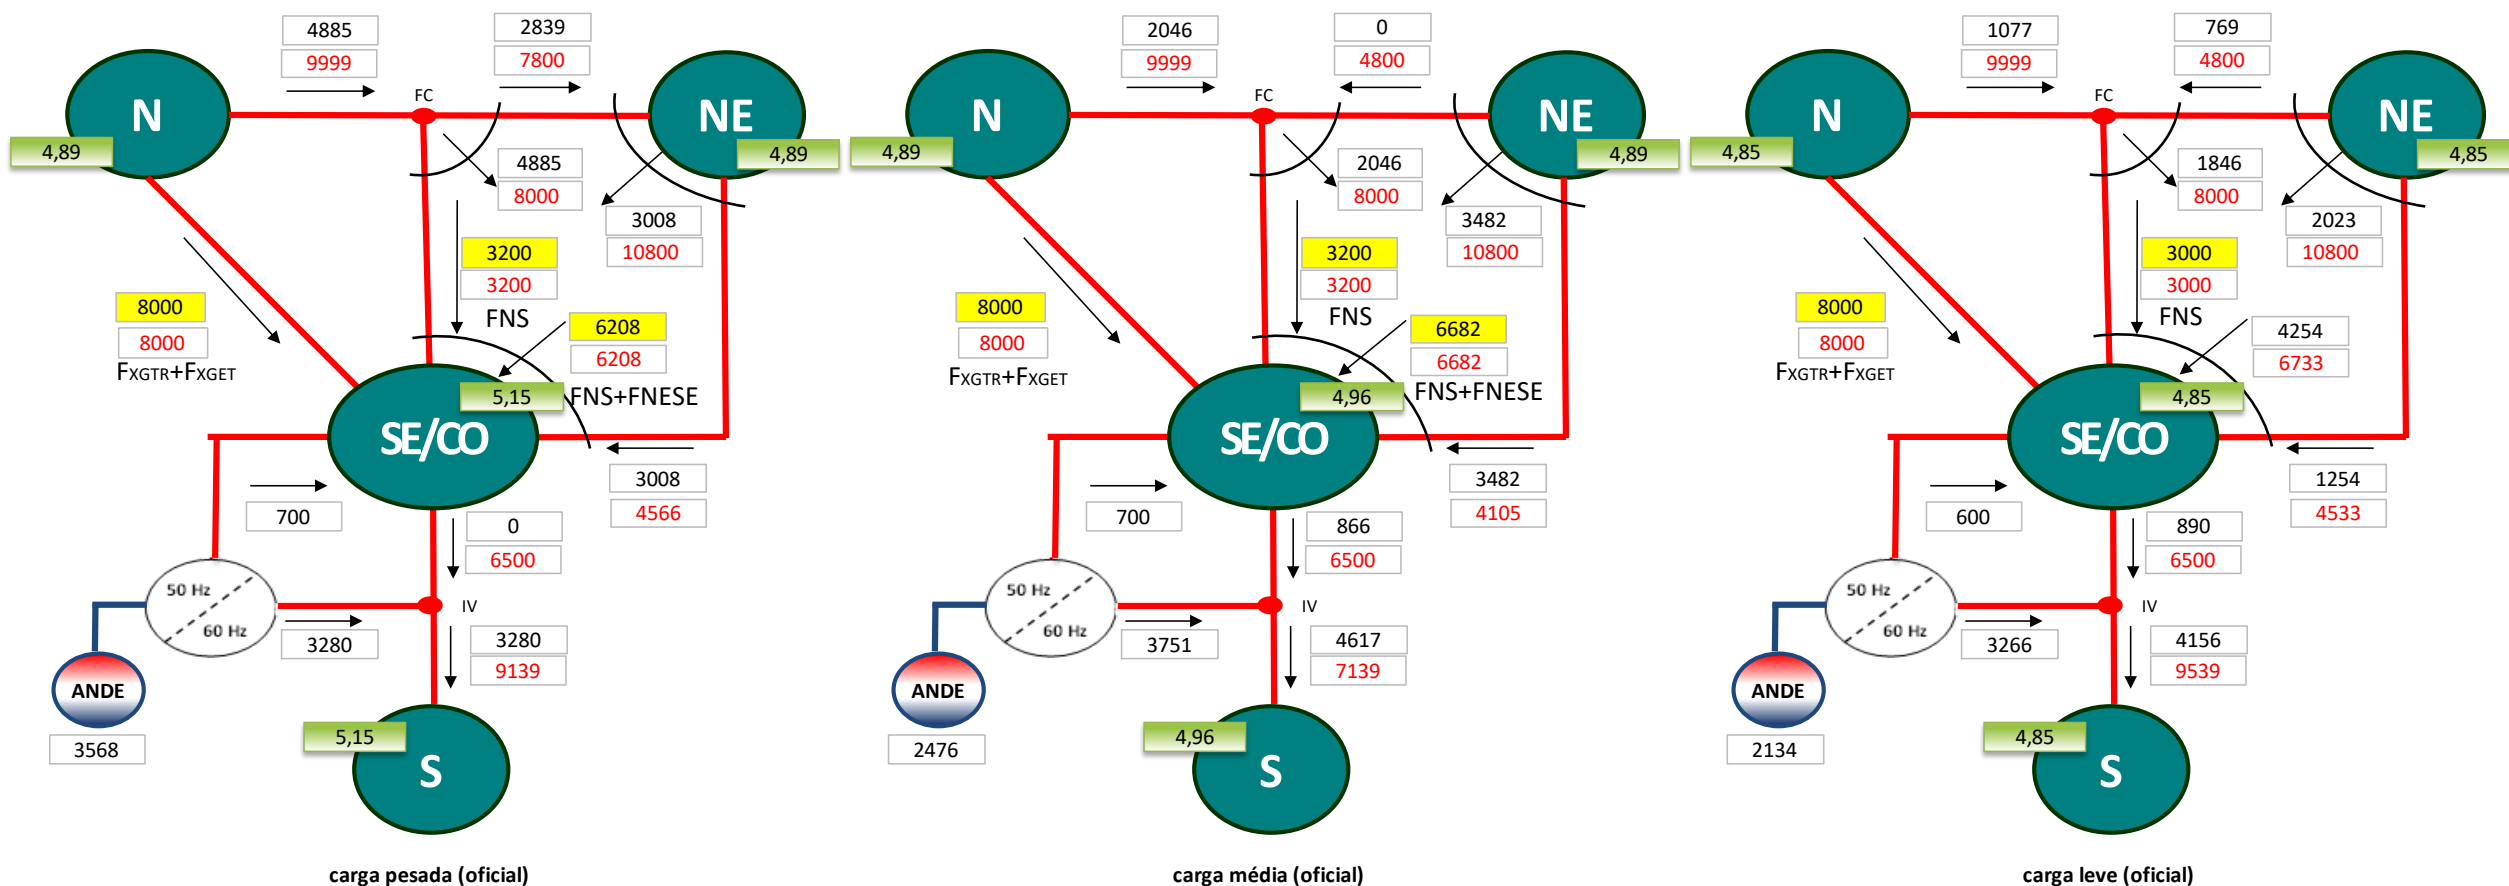 4885
9999
2839
7800
FC
N
4,89
NE
4,89
4885
8000
3008
10800
3200
3200
FNS
8000
8000
FXGTR+FXGET
6208
6208
FNS+FNESE
5,15
SE/CO
3008
4566
700
0
6500
50 Hz
60 Hz
IV
3280
3280
9139
ANDE
3568
5,15
S
carga pesada (oficial)
2046
9999
0
4800
FC
N
4,89
NE
4,89
2046
8000
3482
10800
3200
3200
FNS
8000
8000
FXGTR+FXGET
6682
6682
FNS+FNESE
4,96
SE/CO
3482
4105
700
866
6500
50 Hz
60 Hz
IV
3751
4617
7139
ANDE
2476
4,96
S
carga média (oficial)
1077
9999
769
4800
FC
N
4,85
NE
4,85
1846
8000
2023
10800
3000
3000
FNS
8000
8000
FXGTR+FXGET
4254
6733
4,85
SE/CO
1254
4533
600
890
6500
50 Hz
60 Hz
IV
3266
4156
9539
ANDE
2134
4,85
S
carga leve (oficial)